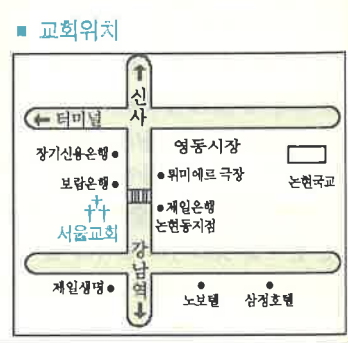 ■ 교회위치
신사
← 터미널
영동시장
장기신용은행
뤼미에르 극장
보람은행
논현국교
제일은행
논현동지점
서울교회
강남역
제일생명
노보텔
삼정호텔